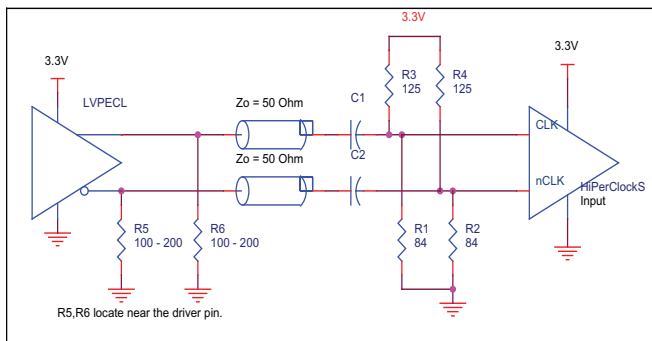 3.3V
3.3V
3.3V
LVPECL
R3
125
R4
125
Zo = 50 Ohm
C1
CLK
Zo = 50 Ohm
C2
nCLK
HiPerClockS
Input
R5
100 - 200
R6
100 - 200
R1
84
R2
84
R5,R6 locate near the driver pin.